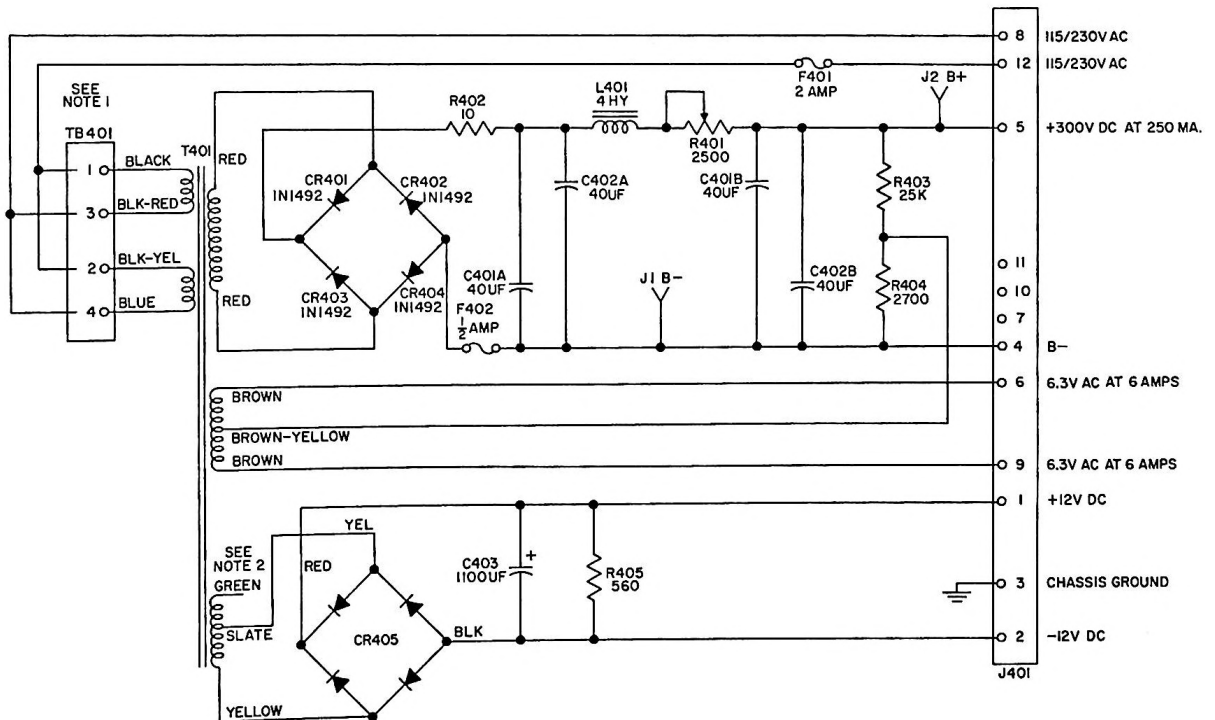 8 115/230V AC
12 115/230V AC
F401
2 AMP
J2 B+
5 +300V DC AT 250 MA.
SEE
NOTE 1
TB401
1 BLACK
3 BLK-RED
2 BLK-YEL
4 BLUE
T401
RED
RED
CR401
1N1492
CR402
1N1492
CR403
1N1492
CR404
1N1492
R402
10
L401
4 HY
R401
2500
C402A
40UF
C401B
40UF
R403
25K
C401A
40UF
F402
1/2 AMP
J1 B-
C402B
40UF
R404
2700
11
10
7
4 B-
6 6.3V AC AT 6 AMPS
BROWN
BROWN-YELLOW
BROWN
9 6.3V AC AT 6 AMPS
1 +12V DC
YEL
SEE
NOTE 2
GREEN
RED
SLATE
CR405
BLK
YELLOW
C403
1100UF
+
R405
560
3 CHASSIS GROUND
2 -12V DC
J401